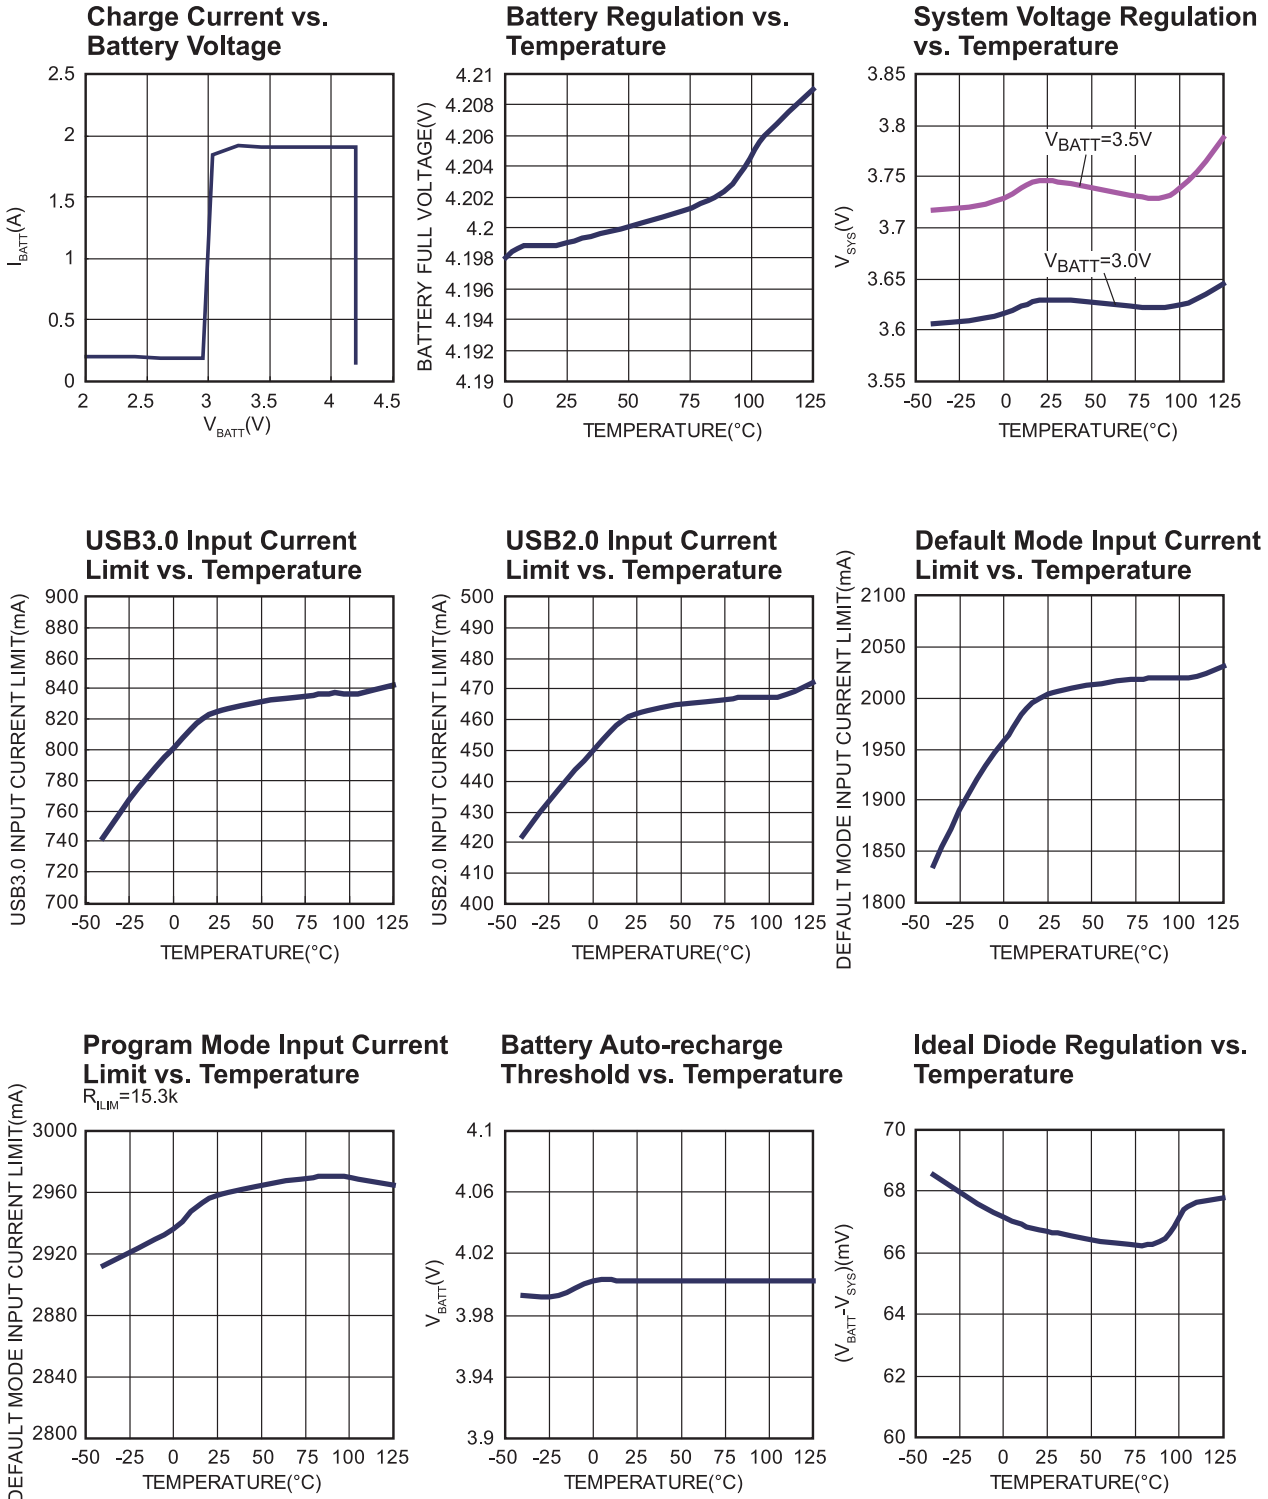 Charge Current vs.
Battery Voltage
2.5
2
1.5
1
0.5
0
I BATT(A)
2 2.5 3 3.5 4 4.5
V BATT(V)
Battery Regulation vs.
Temperature
4.21
4.208
4.206
4.204
4.202
4.2
4.198
4.196
4.194
4.192
4.19
BATTERY FULL VOLTAGE(V)
0 25 50 75 100 125
TEMPERATURE(°C)
System Voltage Regulation
vs. Temperature
3.85
3.8
3.75
3.7
3.65
3.6
3.55
V SYS(V)
V BATT=3.5V
V BATT=3.0V
-50 -25 0 25 50 75 100 125
TEMPERATURE(°C)
USB3.0 Input Current
Limit vs. Temperature
900
880
860
840
820
800
780
760
740
720
700
USB3.0 INPUT CURRENT LIMIT(mA)
-50 -25 0 25 50 75 100 125
TEMPERATURE(°C)
USB2.0 Input Current
Limit vs. Temperature
500
490
480
470
460
450
440
430
420
410
400
USB2.0 INPUT CURRENT LIMIT(mA)
-50 -25 0 25 50 75 100 125
TEMPERATURE(°C)
Default Mode Input Current
Limit vs. Temperature
2100
2050
2000
1950
1900
1850
1800
DEFAULT MODE INPUT CURRENT LIMIT(mA)
-50 -25 0 25 50 75 100 125
TEMPERATURE(°C)
Program Mode Input Current
Limit vs. Temperature
R ILIM=15.3k
3000
2960
2920
2880
2840
2800
DEFAULT MODE INPUT CURRENT LIMIT(mA)
-50 -25 0 25 50 75 100 125
TEMPERATURE(°C)
Battery Auto-recharge
Threshold vs. Temperature
4.1
4.06
4.02
3.98
3.94
3.9
V BATT(V)
-50 -25 0 25 50 75 100 125
TEMPERATURE(°C)
Ideal Diode Regulation vs.
Temperature
70
68
66
64
62
60
(V BATT-V SYS)(mV)
-50 -25 0 25 50 75 100 125
TEMPERATURE(°C)